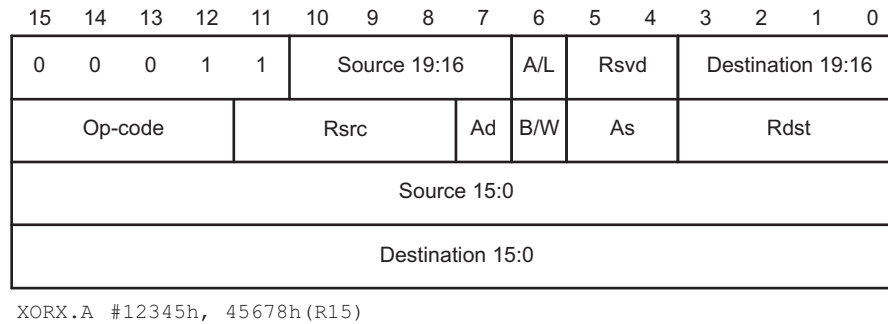 15 14 13 12 11 10 9 8 7 6 5 4 3 2 1 0
0 0 0 1 1 Source 19:16 A/L Rsvd Destination 19:16
Op-code Rsrc Ad B/W As Rdst
Source 15:0
Destination 15:0
XORX.A #12345h, 45678h(R15)